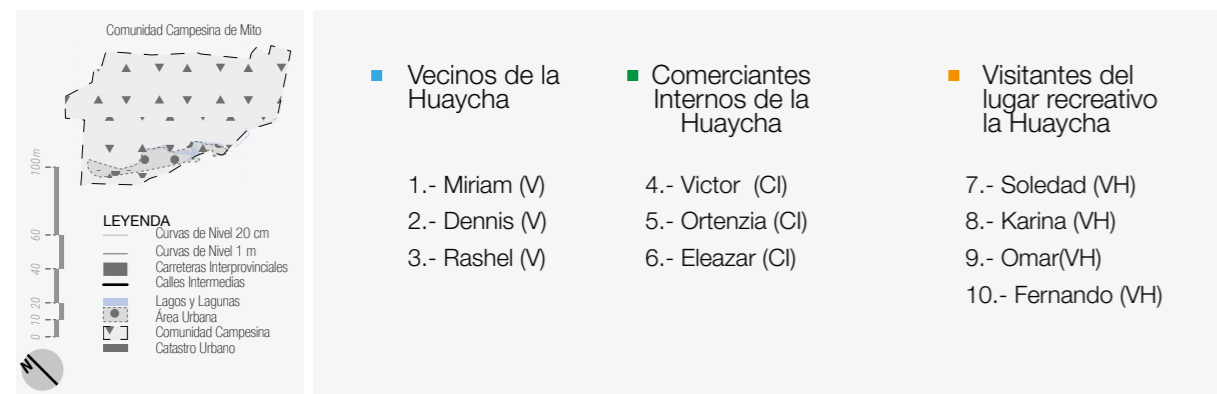 Comunidad Campesina de Mito
100 m
60
40
20
10
0
N
LEYENDA
Curvas de Nivel 20 cm
Curvas de Nivel 1 m
Carreteras Interprovinciales
Calles Intermedias
Lagos y Lagunas
Área Urbana
Comunidad Campesina
Catastro Urbano
Vecinos de la
Huaycha
1.- Miriam (V)
2.- Dennis (V)
3.- Rashel (V)
Comerciantes
Internos de la
Huaycha
4.- Victor (CI)
5.- Ortenzia (CI)
6.- Eleazar (CI)
Visitantes del
lugar recreativo
la Huaycha
7.- Soledad (VH)
8.- Karina (VH)
9.- Omar(VH)
10.- Fernando (VH)